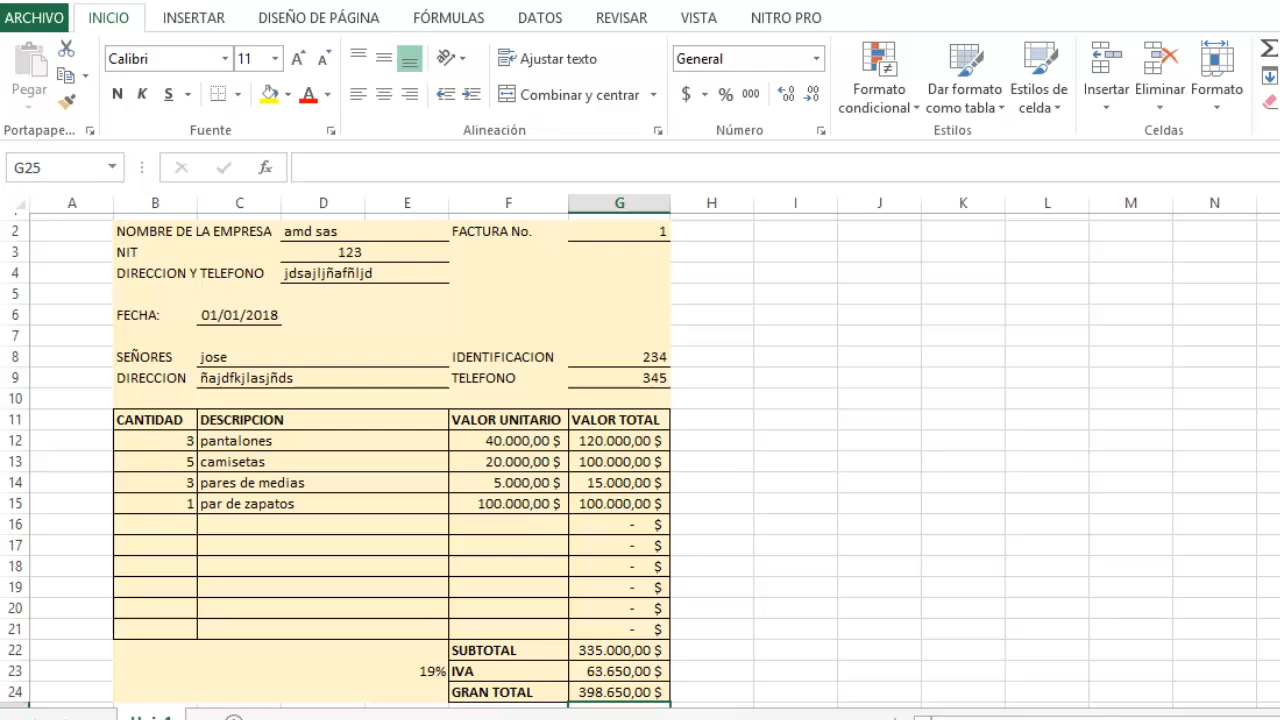 ARCHIVO INICIO INSERTAR DISEÑO DE PÁGINA FÓRMULAS DATOS REVISAR VISTA NITRO PRO
Calibri 11 Ajustar texto General
Pegar Formato condicional Dar formato como tabla Estilos de celda Insertar Eliminar Formato
N K S A Combinar y centrar $ % 000
Portapape... Fuente Alineación Número Estilos Celdas
G25 fx
A B C D E F G H I J K L M N
2 NOMBRE DE LA EMPRESA amd sas FACTURA No. 1
3 NIT 123
4 DIRECCION Y TELEFONO jdsajljñafñljd
5
6 FECHA: 01/01/2018
7
8 SEÑORES jose IDENTIFICACION 234
9 DIRECCION ñajdfkjlasjñds TELEFONO 345
10
11 CANTIDAD DESCRIPCION VALOR UNITARIO VALOR TOTAL
12 3 pantalones 40.000,00 $ 120.000,00 $
13 5 camisetas 20.000,00 $ 100.000,00 $
14 3 pares de medias 5.000,00 $ 15.000,00 $
15 1 par de zapatos 100.000,00 $ 100.000,00 $
16 - $
17 - $
18 - $
19 - $
20 - $
21 - $
22 SUBTOTAL 335.000,00 $
23 19% IVA 63.650,00 $
24 GRAN TOTAL 398.650,00 $